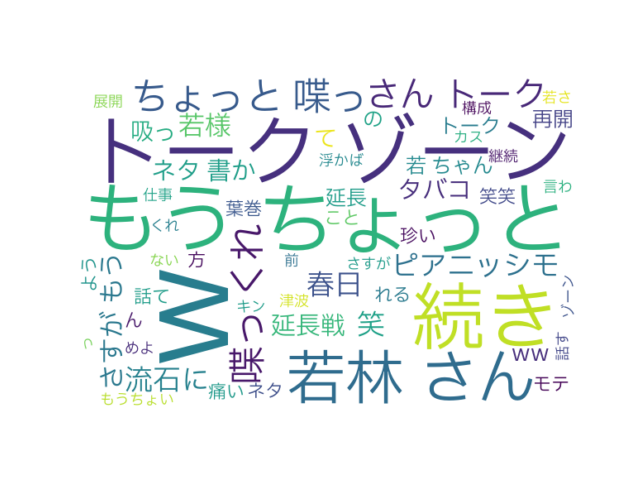 ちょっと 喋っ
さん トーク
展開
構成
若さ
吸っ
若様
の
トーク
再開
て
カス
トークゾーン
ネタ 書か
浮かば
若 ちゃん
継続
もうちょっと
仕事
葉巻
延長
タバコ
笑笑
言わ
くれ
こと
珍い
よう
さすが もう
ない
方
喋っ くれ
前
さすが
ピアニッシモ
w
春日
れる
ゾーン
話て
キン
津波
続き
っ
ん
延長戦
笑
めよ
若林 さん
ww
話す
流石に
痛い
ネタ
モテ
もうちょい